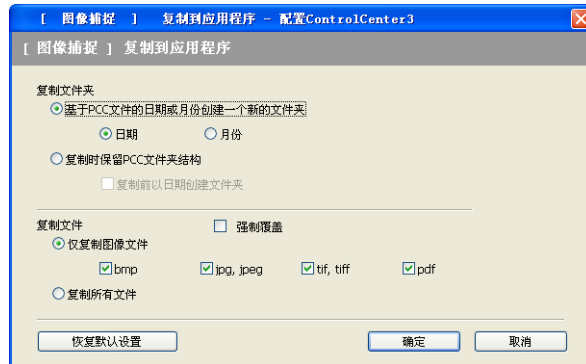 [ 图像捕捉 ] 复制到应用程序 - 配置ControlCenter3
[ 图像捕捉 ] 复制到应用程序
复制文件夹
基于PCC文件的日期或月份创建一个新的文件夹
日期 月份
复制时保留PCC文件夹结构
复制前以日期创建文件夹
复制文件 强制覆盖
仅复制图像文件
bmp jpg, jpeg tif, tiff pdf
复制所有文件
恢复默认设置 确定 取消